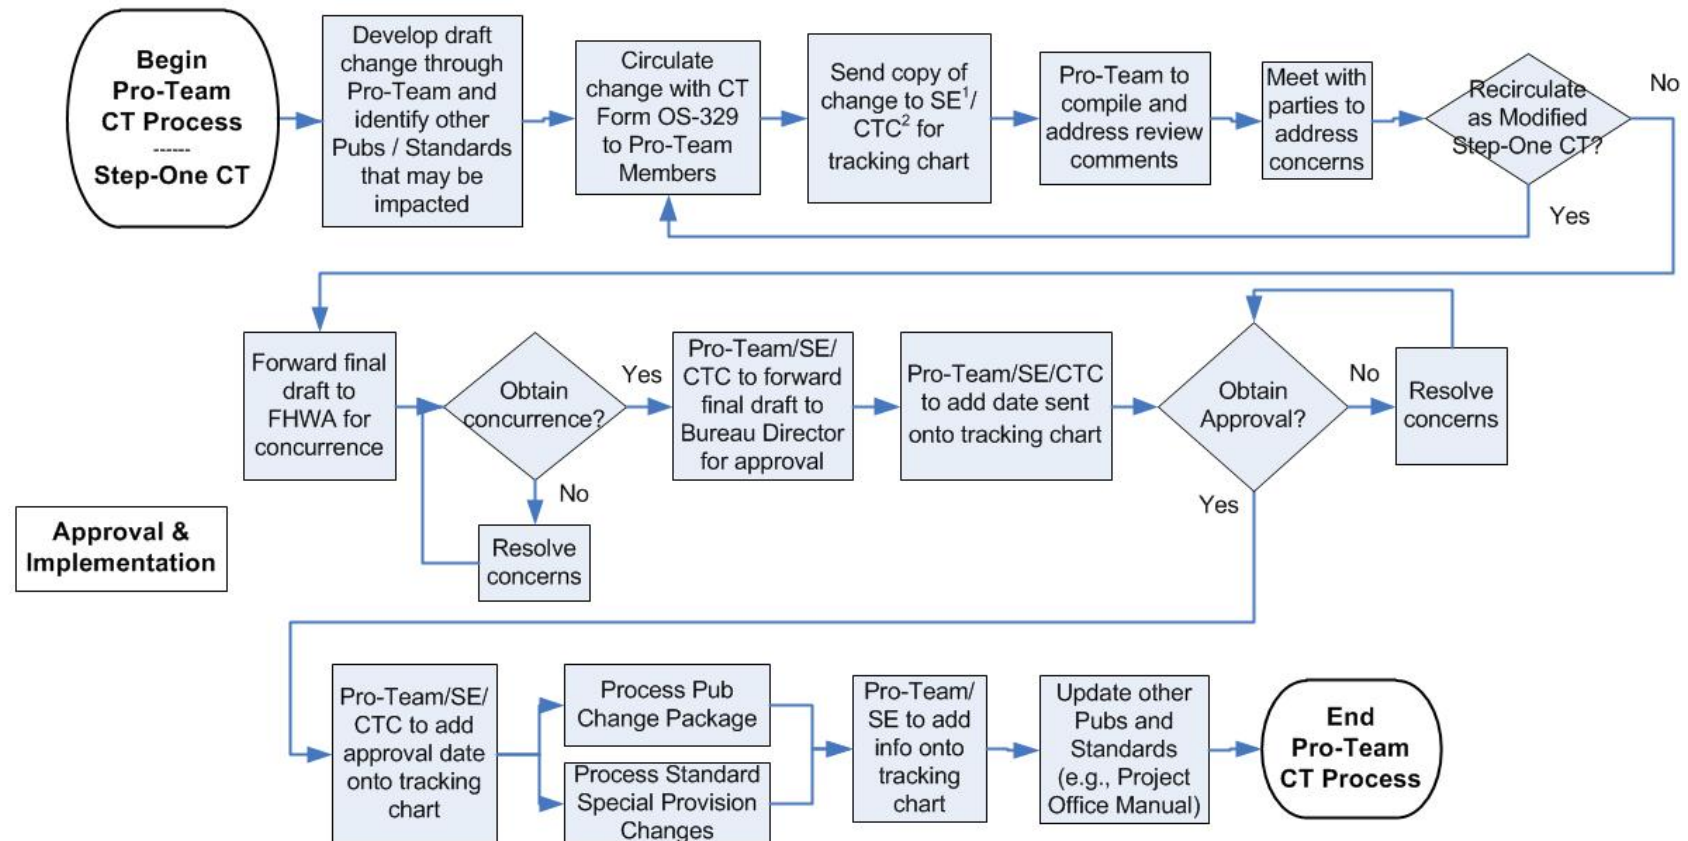 Begin
Pro-Team
CT Process
------
Step-One CT
Develop draft
change through
Pro-Team and
identify other
Pubs / Standards
that may be
impacted
Circulate
change with CT
Form OS-329
to Pro-Team
Members
Send copy of
change to SE¹/
CTC² for
tracking chart
Pro-Team to
compile and
address review
comments
Meet with
parties to
address
concerns
Recirculate
as Modified
Step-One CT?
No
Yes
Forward final
draft to
FHWA for
concurrence
Obtain
concurrence?
Yes
No
Resolve
concerns
Pro-Team/SE/
CTC to forward
final draft to
Bureau Director
for approval
Pro-Team/SE/CTC
to add date sent
onto tracking chart
Obtain
Approval?
No
Yes
Resolve
concerns
Approval &
Implementation
Pro-Team/SE/
CTC to add
approval date
onto tracking
chart
Process Pub
Change Package
Process Standard
Special Provision
Changes
Pro-Team/
SE to add
info onto
tracking
chart
Update other
Pubs and
Standards
(e.g., Project
Office Manual)
End
Pro-Team
CT Process